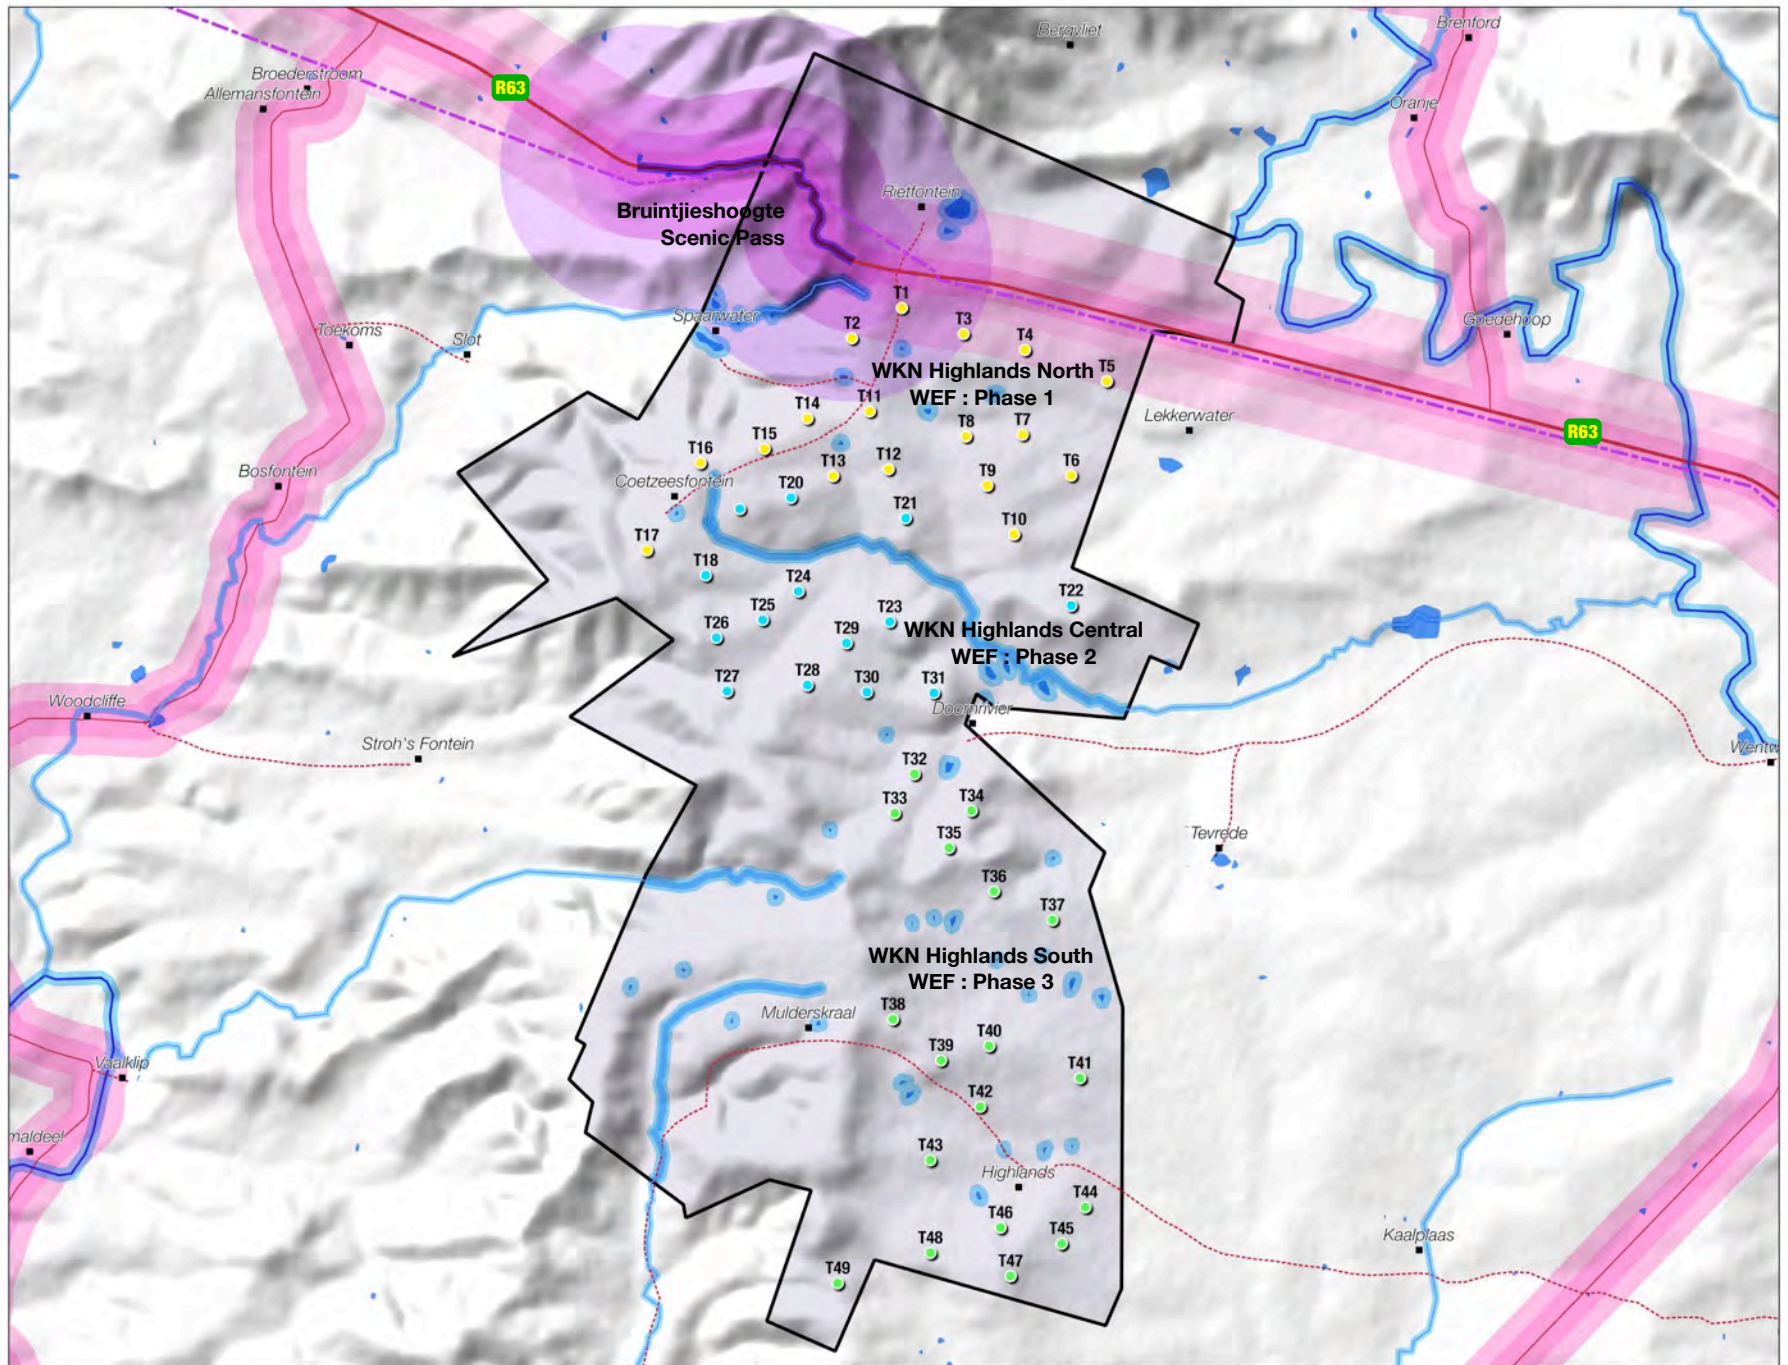 Bergvliet
Brenford
Broederstroom
Allemansfontein
R63
Oranje
Rietfontein
Bruintjieshoogte
Scenic Pass
T1
Spaarwater
T2
T3
T4
Toekoms
Slot
Goedehoop
WKN Highlands North
WEF : Phase 1
T5
T14
T11
Lekkerwater
T8
T7
R63
T15
T16
T13
T12
T6
T9
Bosfontein
Coetzeesfontein
T20
T21
T10
T17
T18
T24
T22
T25
T23
T26
T29
WKN Highlands Central
WEF : Phase 2
T27
T28
T30
T31
Woodcliffe
Doornrivier
Stroh's Fontein
Wentw
T32
T33
T34
T35
Tevrede
T36
T37
WKN Highlands South
WEF : Phase 3
T38
Mulderskraal
T39
T40
Vaalklip
T41
T42
maldeel
T43
Highlands
T44
T46
T45
Kaalplaas
T48
T49
T47